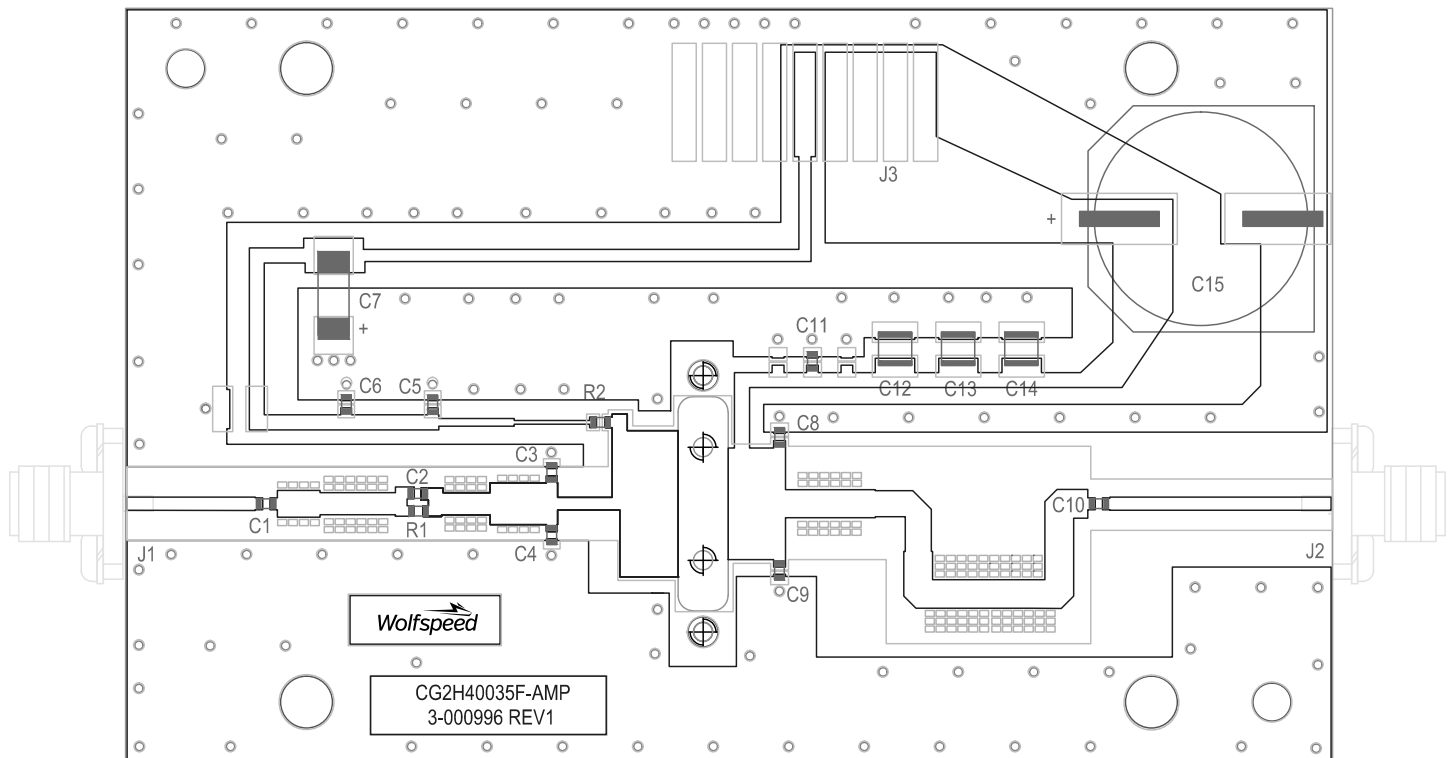 J3
+
C15
C7
+
C11
C12
C13
C14
C6
C5
R2
C8
C3
C2
C1
R1
C4
C10
J1
J2
C9
Wolfspeed
CG2H40035F-AMP
3-000996 REV1